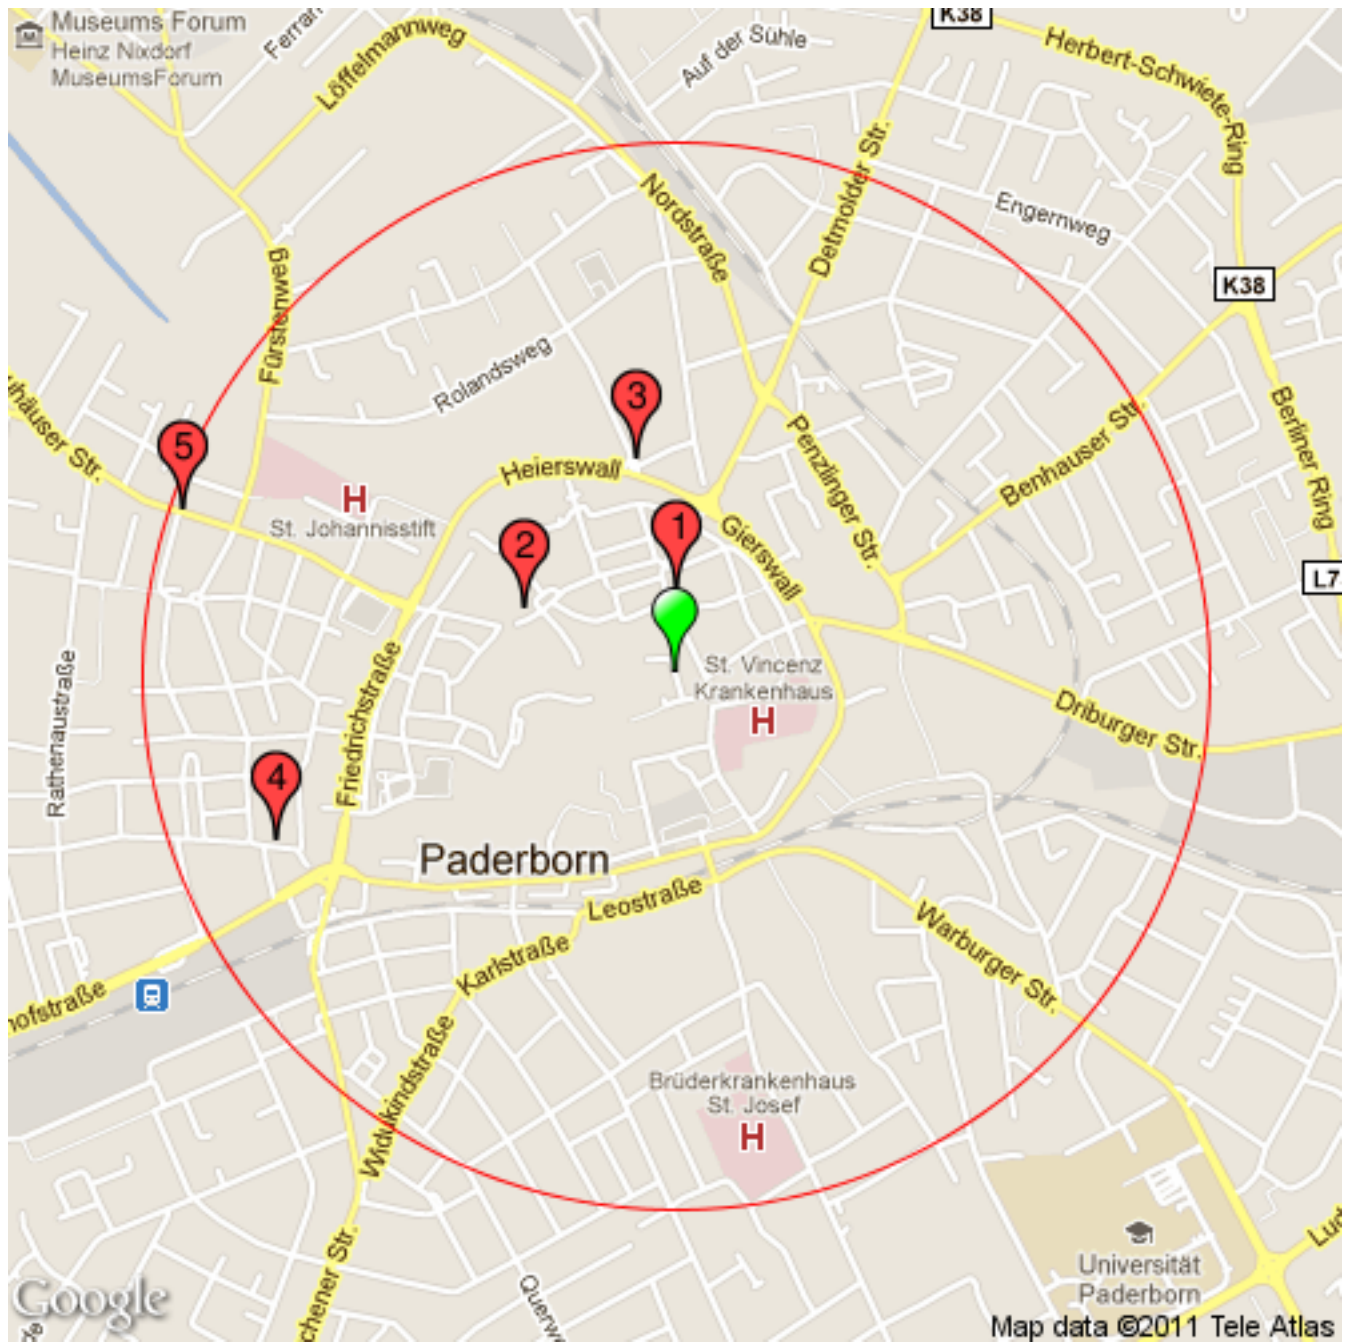 Museums Forum
Heinz Nixdorf
MuseumsForum
Löffelmannweg
Auf der Sühle
K38
Herbert-Schwiete-Ring
Nordstraße
Detmolder Str.
Engernweg
K38
Fürstenweg
Rolandsweg
3
Penzlinger Str.
Benhauser Str.
Berliner Ring
5
Heierswall
H
St. Johannisstift
2
1
Gierswall
L7
St. Vincenz
Krankenhaus
H
Rathenaustraße
Friedrichstraße
Driburger Str.
4
Paderborn
Leostraße
Karlstraße
Warburger Str.
Widukindstraße
Brüderkrankenhaus
St. Josef
H
Universität
Paderborn
Google
Map data ©2011 Tele Atlas